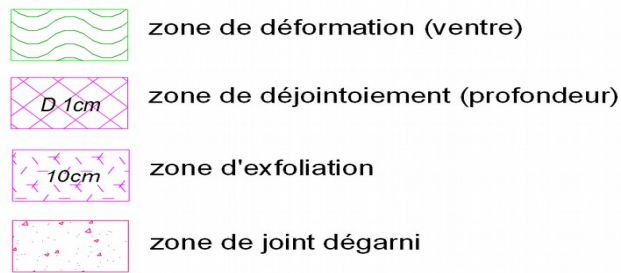 zone de déformation (ventre)
D 1cm zone de déjointoiement (profondeur)
10cm zone d'exfoliation
zone de joint dégarni